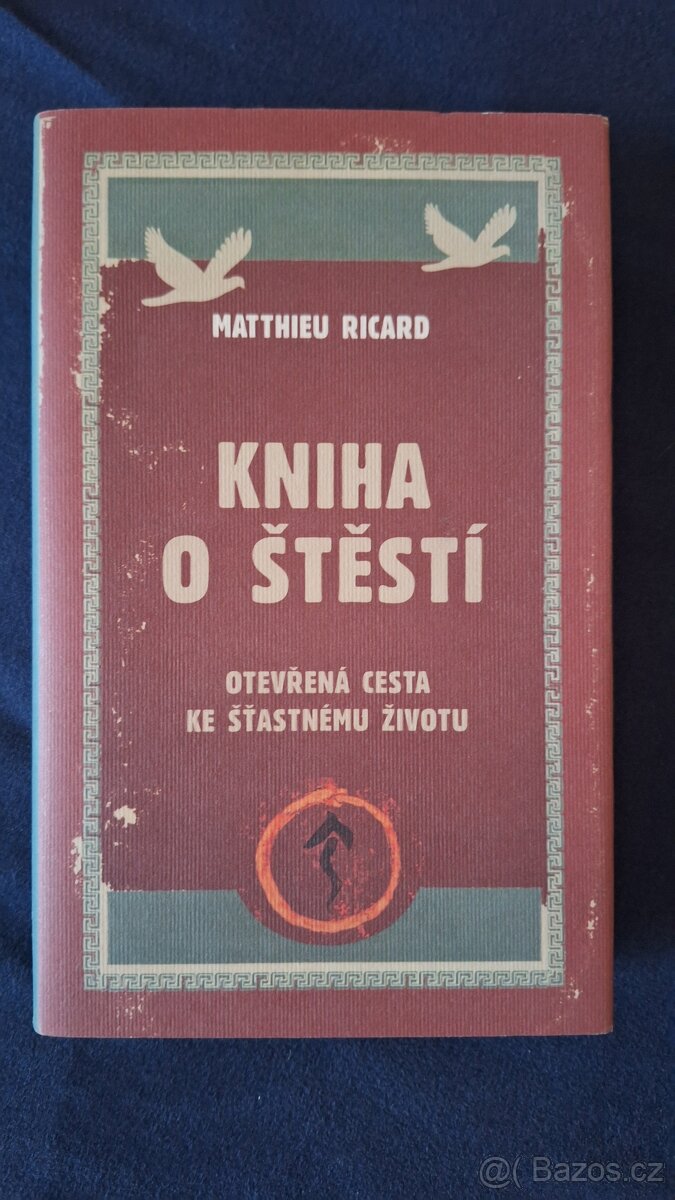 MATTHIEU RICARD
KNIHA
O ŠTĚSTÍ
OTEVŘENÁ CESTA
KE ŠŤASTNÉMU ŽIVOTU
@( Bazos.cz